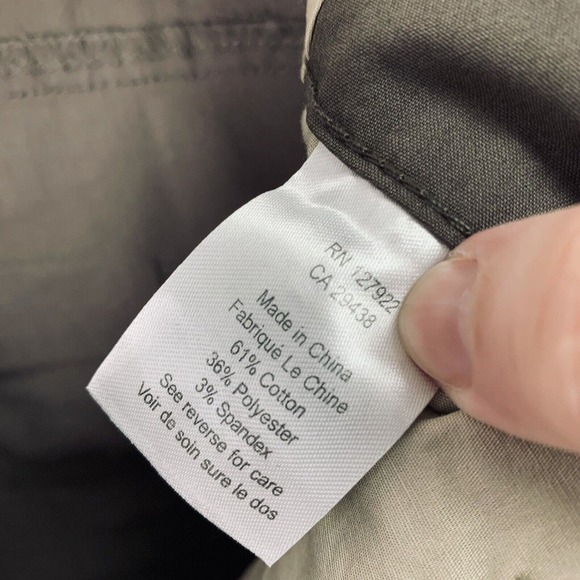 RN 127922
CA 29438
Made in China
Fabriqué Le Chine
61% Cotton
36% Polyester
3% Spandex
See reverse for care
Voir de soin sure le dos